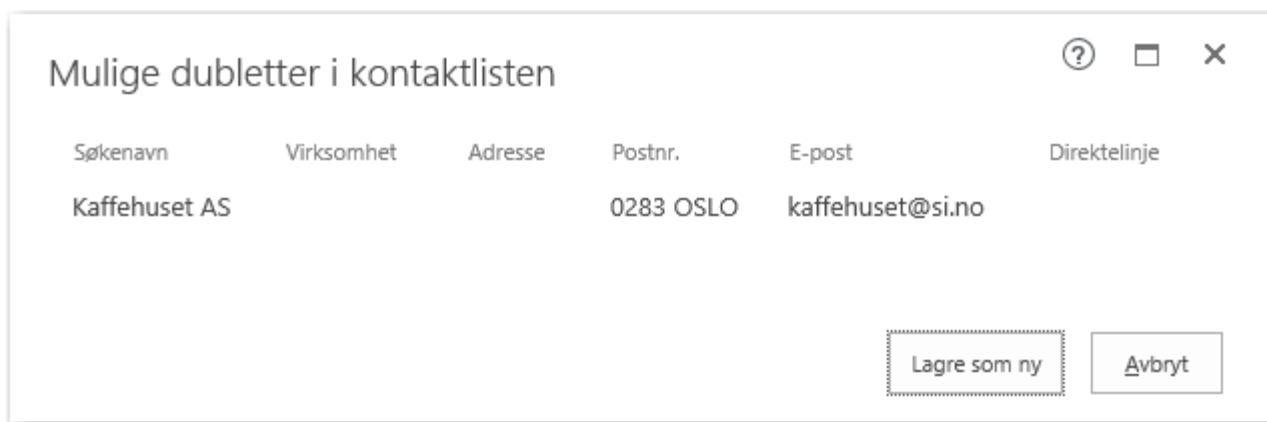 Mulige dubletter i kontaktlisten
Søkenavn Virksomhet Adresse Postnr. E-post Direktelinje
Kaffehuset AS 0283 OSLO kaffehuset@si.no
Lagre som ny Avbryt